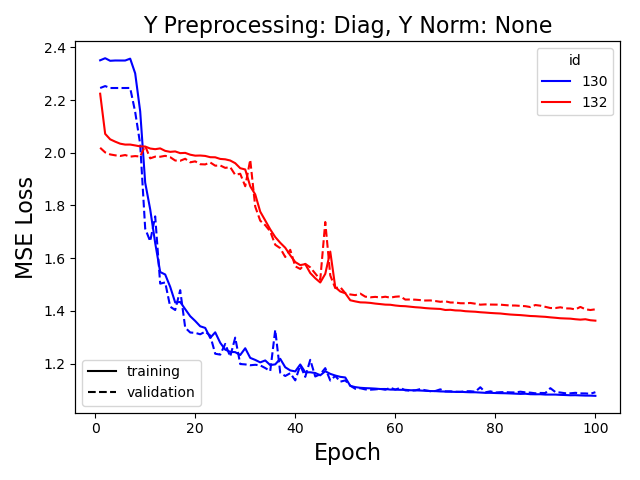 Y Preprocessing: Diag, Y Norm: None
2.4
2.2
2.0
1.8
1.6
1.4
1.2
MSE Loss
id
130
132
training
validation
0
20
40
60
80
100
Epoch